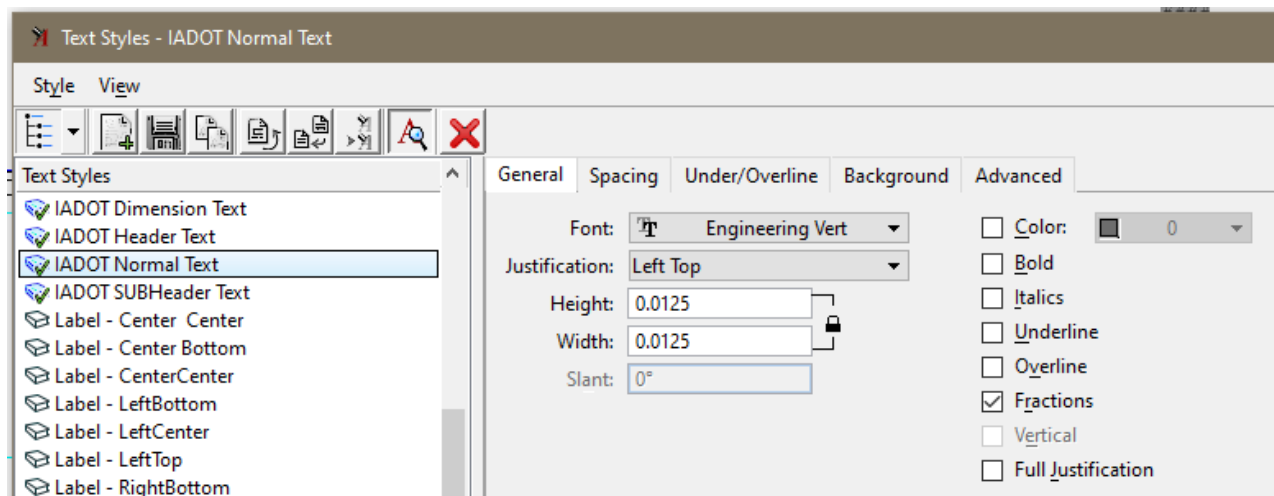 Text Styles - IADOT Normal Text
Style View
Text Styles
IADOT Dimension Text
IADOT Header Text
IADOT Normal Text
IADOT SUBHeader Text
Label - Center  Center
Label - Center Bottom
Label - CenterCenter
Label - LeftBottom
Label - LeftCenter
Label - LeftTop
Label - RightBottom
General Spacing Under/Overline Background Advanced
Font: Engineering Vert
Justification: Left Top
Height: 0.0125
Width: 0.0125
Slant: 0°
Color: 0
Bold
Italics
Underline
Overline
Fractions
Vertical
Full Justification